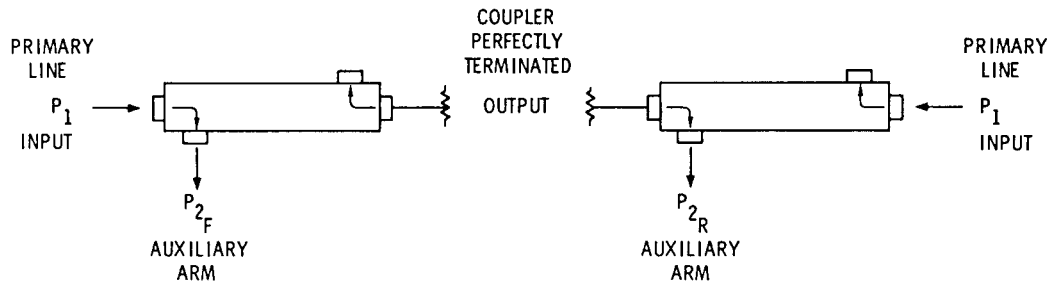 PRIMARY
LINE
P1
INPUT
P2F
AUXILIARY
ARM
COUPLER
PERFECTLY
TERMINATED
OUTPUT
P2R
AUXILIARY
ARM
PRIMARY
LINE
P1
INPUT